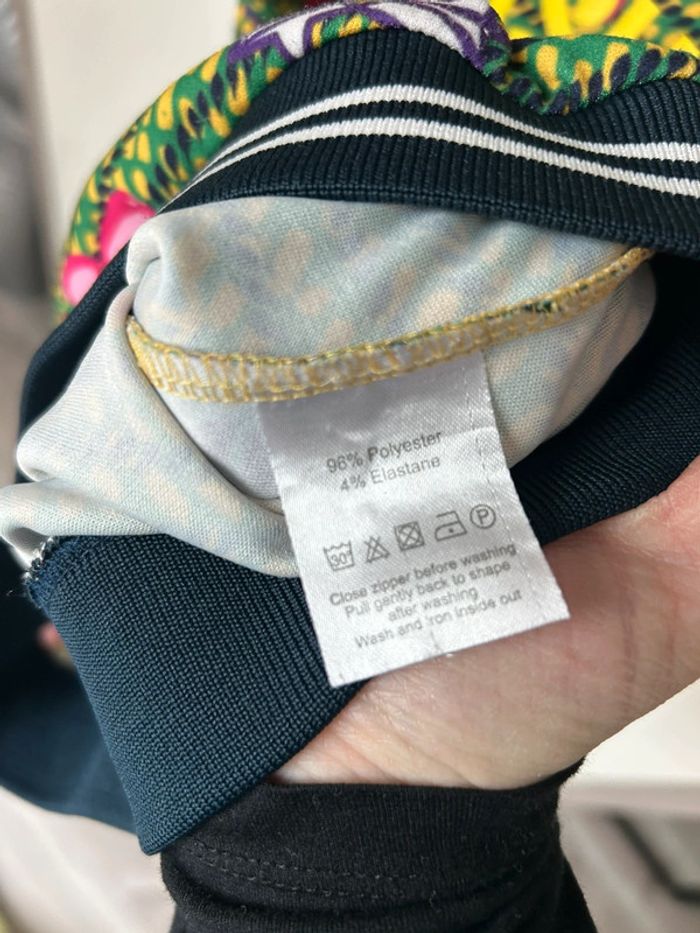 96% Polyester
4% Elastane
P
Close zipper before washing
Pull gently back to shape
after washing
Wash and iron inside out